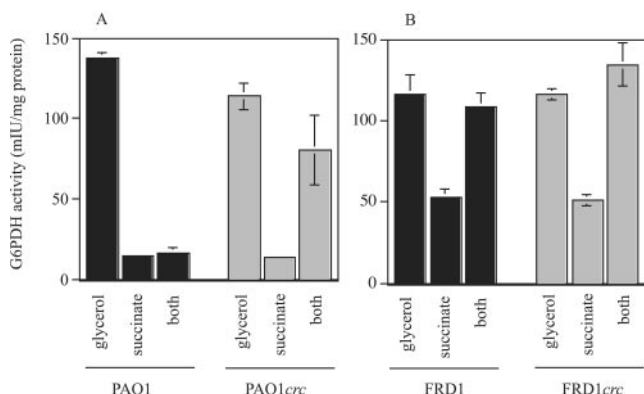 A
B
G6PDH activity (mIU/mg protein)
150
100
50
0
150
100
50
0
glycerol
succinate
both
glycerol
succinate
both
glycerol
succinate
both
glycerol
succinate
both
PAO1
PAO1crc
FRD1
FRD1crc